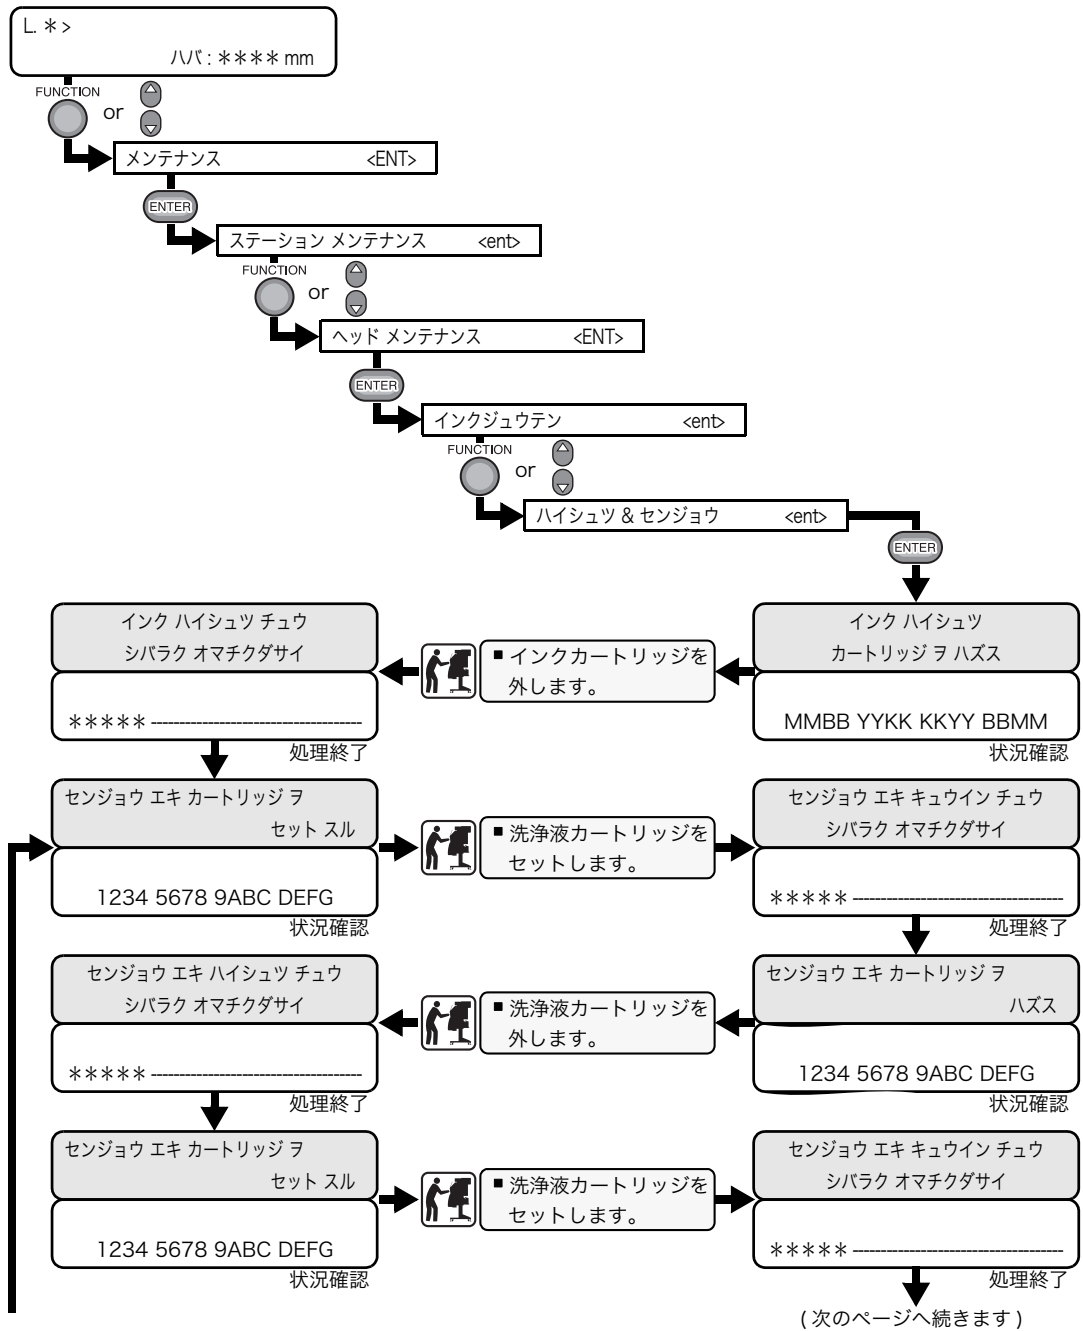 L. ＊>
ハバ : ＊＊＊＊ mm
FUNCTION
or
メンテナンス <ENT>
ENTER
ステーション メンテナンス <ent>
FUNCTION
or
ヘッド メンテナンス <ENT>
ENTER
インクジュウテン <ent>
FUNCTION
or
ハイシュツ & センジョウ <ent>
ENTER
インク ハイシュツ
カートリッジ ヲ ハズス
MMBB YYKK KKYY BBMM
状況確認
■ インクカートリッジを
外します。
インク ハイシュツ チュウ
シバラク オマチクダサイ
＊＊＊＊＊ ------------------------------------
処理終了
センジョウ エキ カートリッジ ヲ
セット スル
1234 5678 9ABC DEFG
状況確認
■ 洗浄液カートリッジを
セットします。
センジョウ エキ キュウイン チュウ
シバラク オマチクダサイ
＊＊＊＊＊ ------------------------------------
処理終了
センジョウ エキ カートリッジ ヲ
ハズス
1234 5678 9ABC DEFG
状況確認
■ 洗浄液カートリッジを
外します。
センジョウ エキ ハイシュツ チュウ
シバラク オマチクダサイ
＊＊＊＊＊ ------------------------------------
処理終了
センジョウ エキ カートリッジ ヲ
セット スル
1234 5678 9ABC DEFG
状況確認
■ 洗浄液カートリッジを
セットします。
センジョウ エキ キュウイン チュウ
シバラク オマチクダサイ
＊＊＊＊＊ ------------------------------------
処理終了
( 次のページへ続きます )